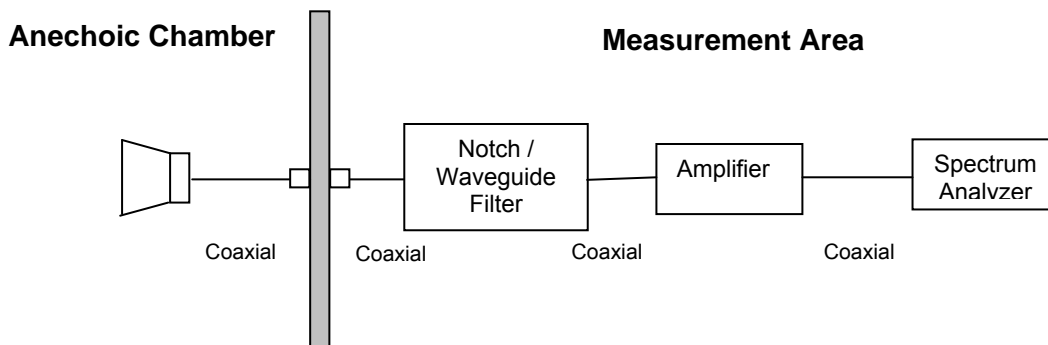 Anechoic Chamber
Measurement Area
Notch /
Waveguide
Filter
Amplifier
Spectrum
Analyzer
Coaxial
Coaxial
Coaxial
Coaxial